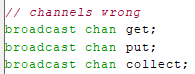 // channels wrong
broadcast chan get;
broadcast chan put;
broadcast chan collect;